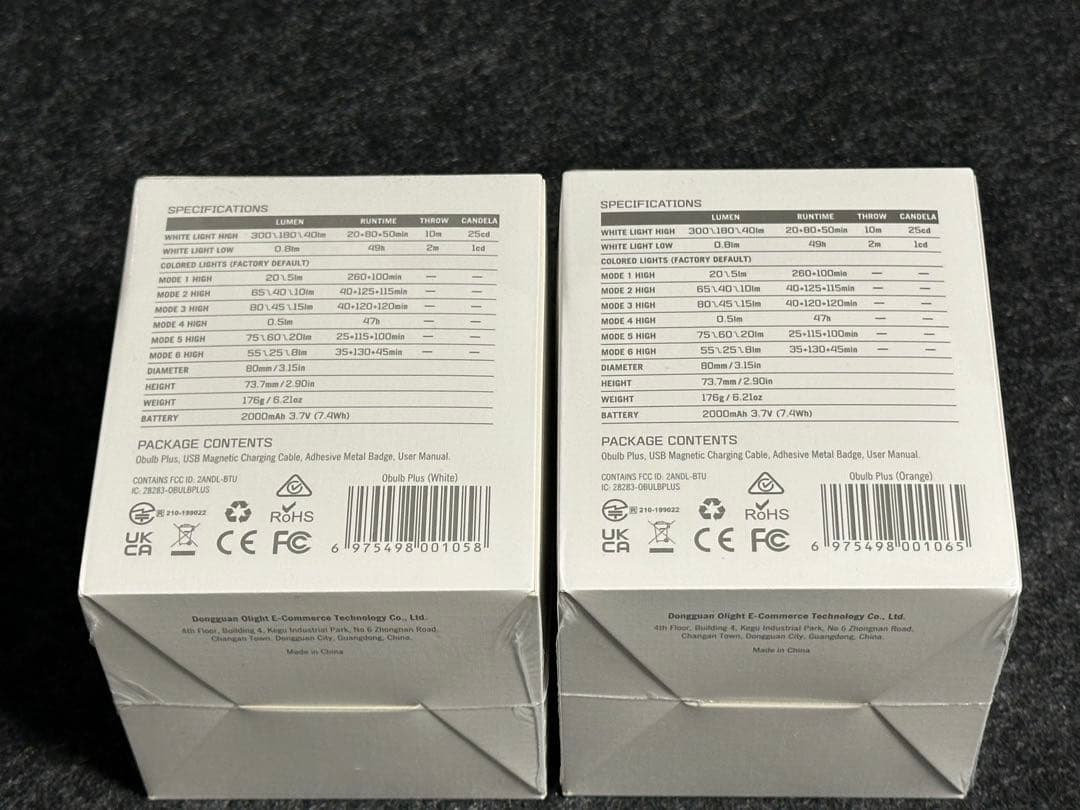 SPECIFICATIONS
LUMEN RUNTIME THROW CANDELA
WHITE LIGHT HIGH 300\180\40lm 20+80+50min 10m 25cd
WHITE LIGHT LOW 0.8lm 49h 2m 1cd
COLORED LIGHTS (FACTORY DEFAULT)
MODE 1 HIGH 20\5lm 260+100min — —
MODE 2 HIGH 65\40\10lm 40+125+115min — —
MODE 3 HIGH 80\45\15lm 40+120+120min — —
MODE 4 HIGH 0.5lm 47h — —
MODE 5 HIGH 75\60\20lm 25+115+100min — —
MODE 6 HIGH 55\25\8lm 35+130+45min — —
DIAMETER 80mm/3.15in
HEIGHT 73.7mm/2.90in
WEIGHT 176g/6.21oz
BATTERY 2000mAh 3.7V (7.4Wh)
PACKAGE CONTENTS
Obulb Plus, USB Magnetic Charging Cable, Adhesive Metal Badge, User Manual.
CONTAINS FCC ID: 2ANDL-BTU
IC: 28283-OBULBPLUS
Obulb Plus (White)
R 210-199022
RoHS
UK
CA
CE FC
6 975498 001058
Dongguan Olight E-Commerce Technology Co., Ltd.
4th Floor, Building 4, Kegu Industrial Park, No 6 Zhongnan Road,
Changan Town, Dongguan City, Guangdong, China.
Made in China
SPECIFICATIONS
LUMEN RUNTIME THROW CANDELA
WHITE LIGHT HIGH 300\180\40lm 20+80+50min 10m 25cd
WHITE LIGHT LOW 0.8lm 49h 2m 1cd
COLORED LIGHTS (FACTORY DEFAULT)
MODE 1 HIGH 20\5lm 260+100min — —
MODE 2 HIGH 65\40\10lm 40+125+115min — —
MODE 3 HIGH 80\45\15lm 40+120+120min — —
MODE 4 HIGH 0.5lm 47h — —
MODE 5 HIGH 75\60\20lm 25+115+100min — —
MODE 6 HIGH 55\25\8lm 35+130+45min — —
DIAMETER 80mm/3.15in
HEIGHT 73.7mm/2.90in
WEIGHT 176g/6.21oz
BATTERY 2000mAh 3.7V (7.4Wh)
PACKAGE CONTENTS
Obulb Plus, USB Magnetic Charging Cable, Adhesive Metal Badge, User Manual.
CONTAINS FCC ID: 2ANDL-BTU
IC: 28283-OBULBPLUS
Obulb Plus (Orange)
R 210-199022
RoHS
UK
CA
CE FC
6 975498 001065
Dongguan Olight E-Commerce Technology Co., Ltd.
4th Floor, Building 4, Kegu Industrial Park, No 6 Zhongnan Road,
Changan Town, Dongguan City, Guangdong, China.
Made in China